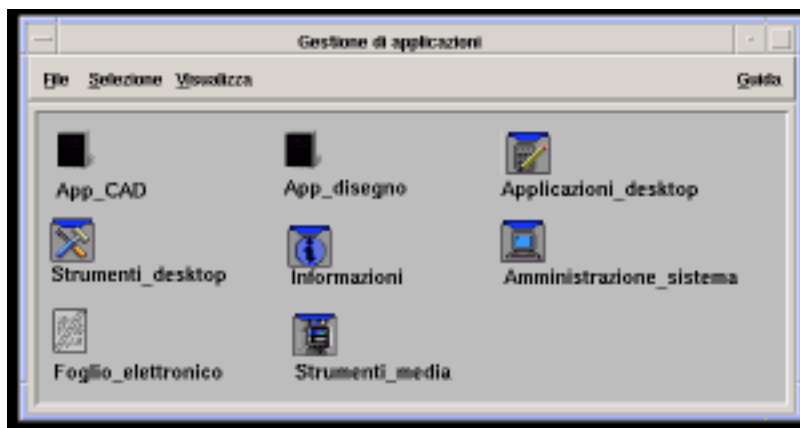 Gestione di applicazioni
File Selezione Visualizza Guida
App_CAD App_disegno Applicazioni_desktop
Strumenti_desktop Informazioni Amministrazione_sistema
Foglio_elettronico Strumenti_media